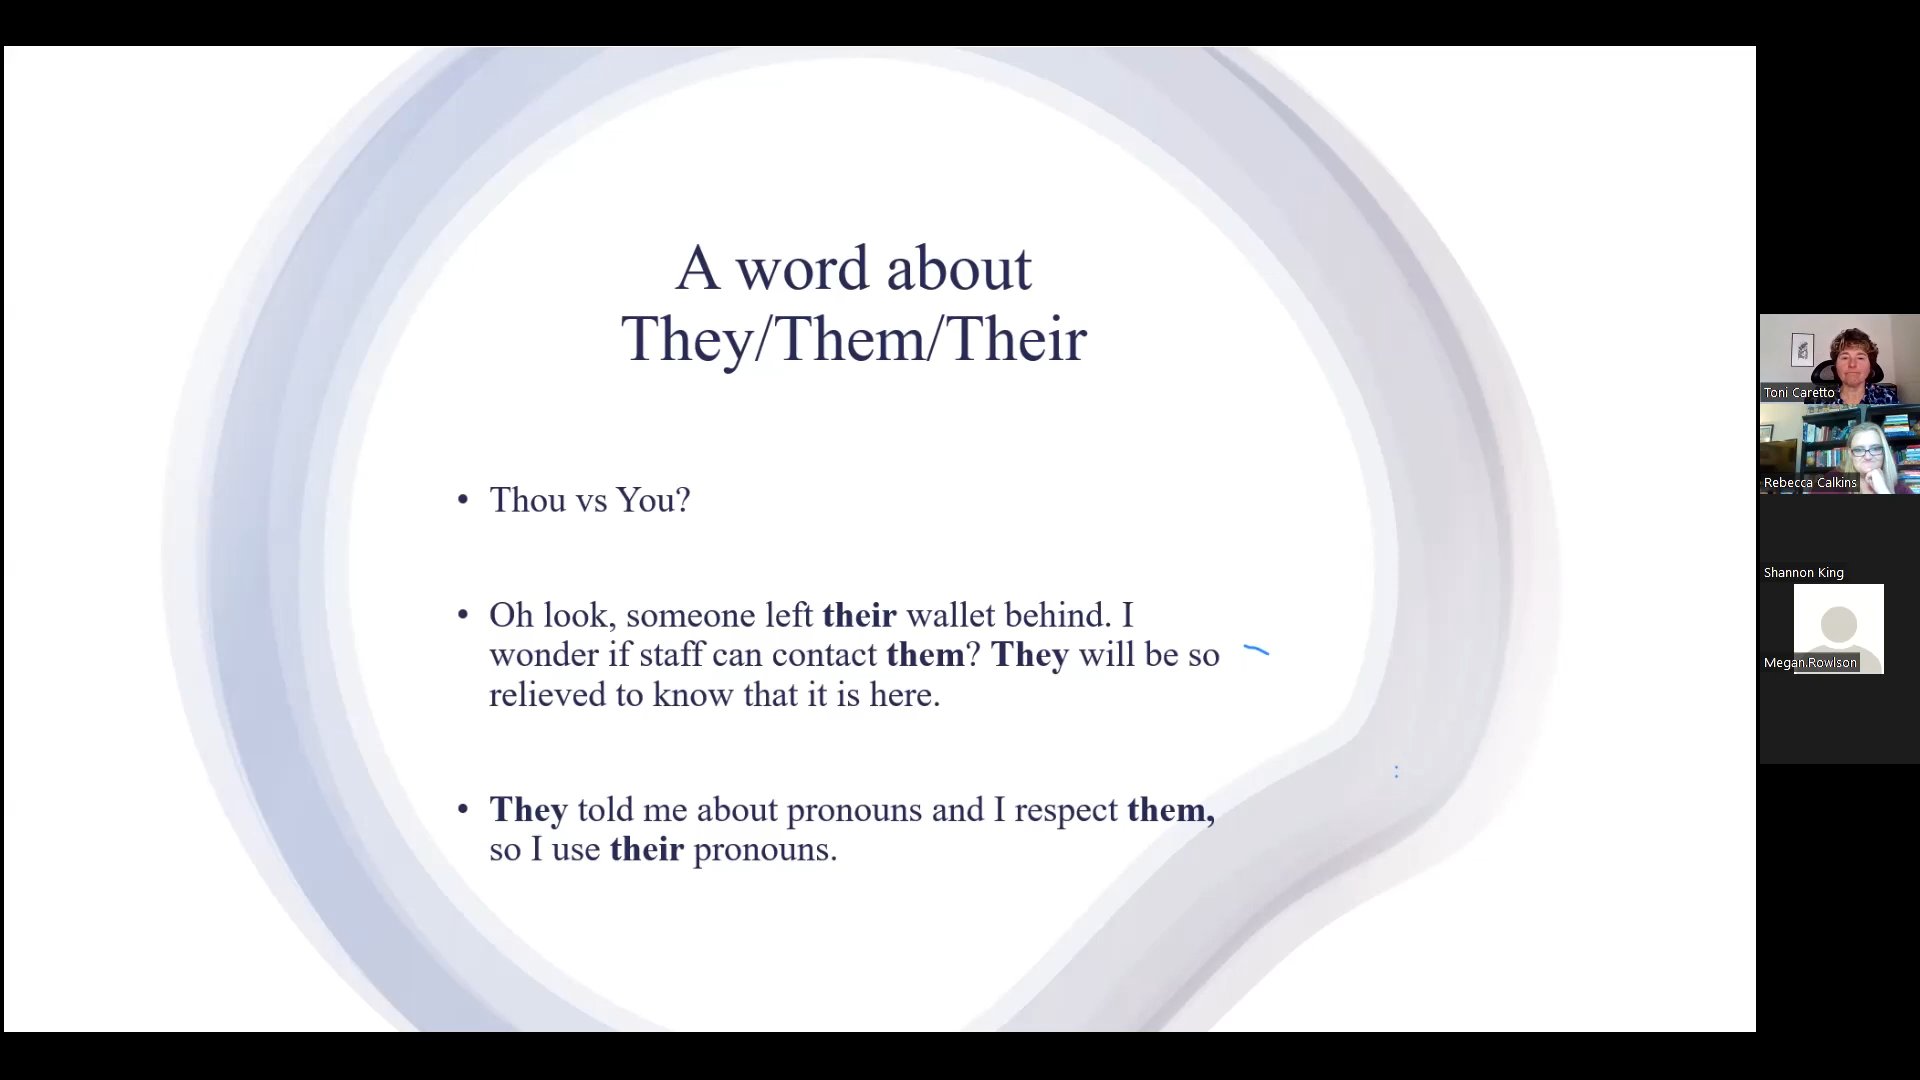 A word about
They/Them/Their
• Thou vs You?
• Oh look, someone left their wallet behind. I
wonder if staff can contact them? They will be so
relieved to know that it is here.
• They told me about pronouns and I respect them,
so I use their pronouns.
Toni Caretto
Rebecca Calkins
Shannon King
Megan.Rowlson